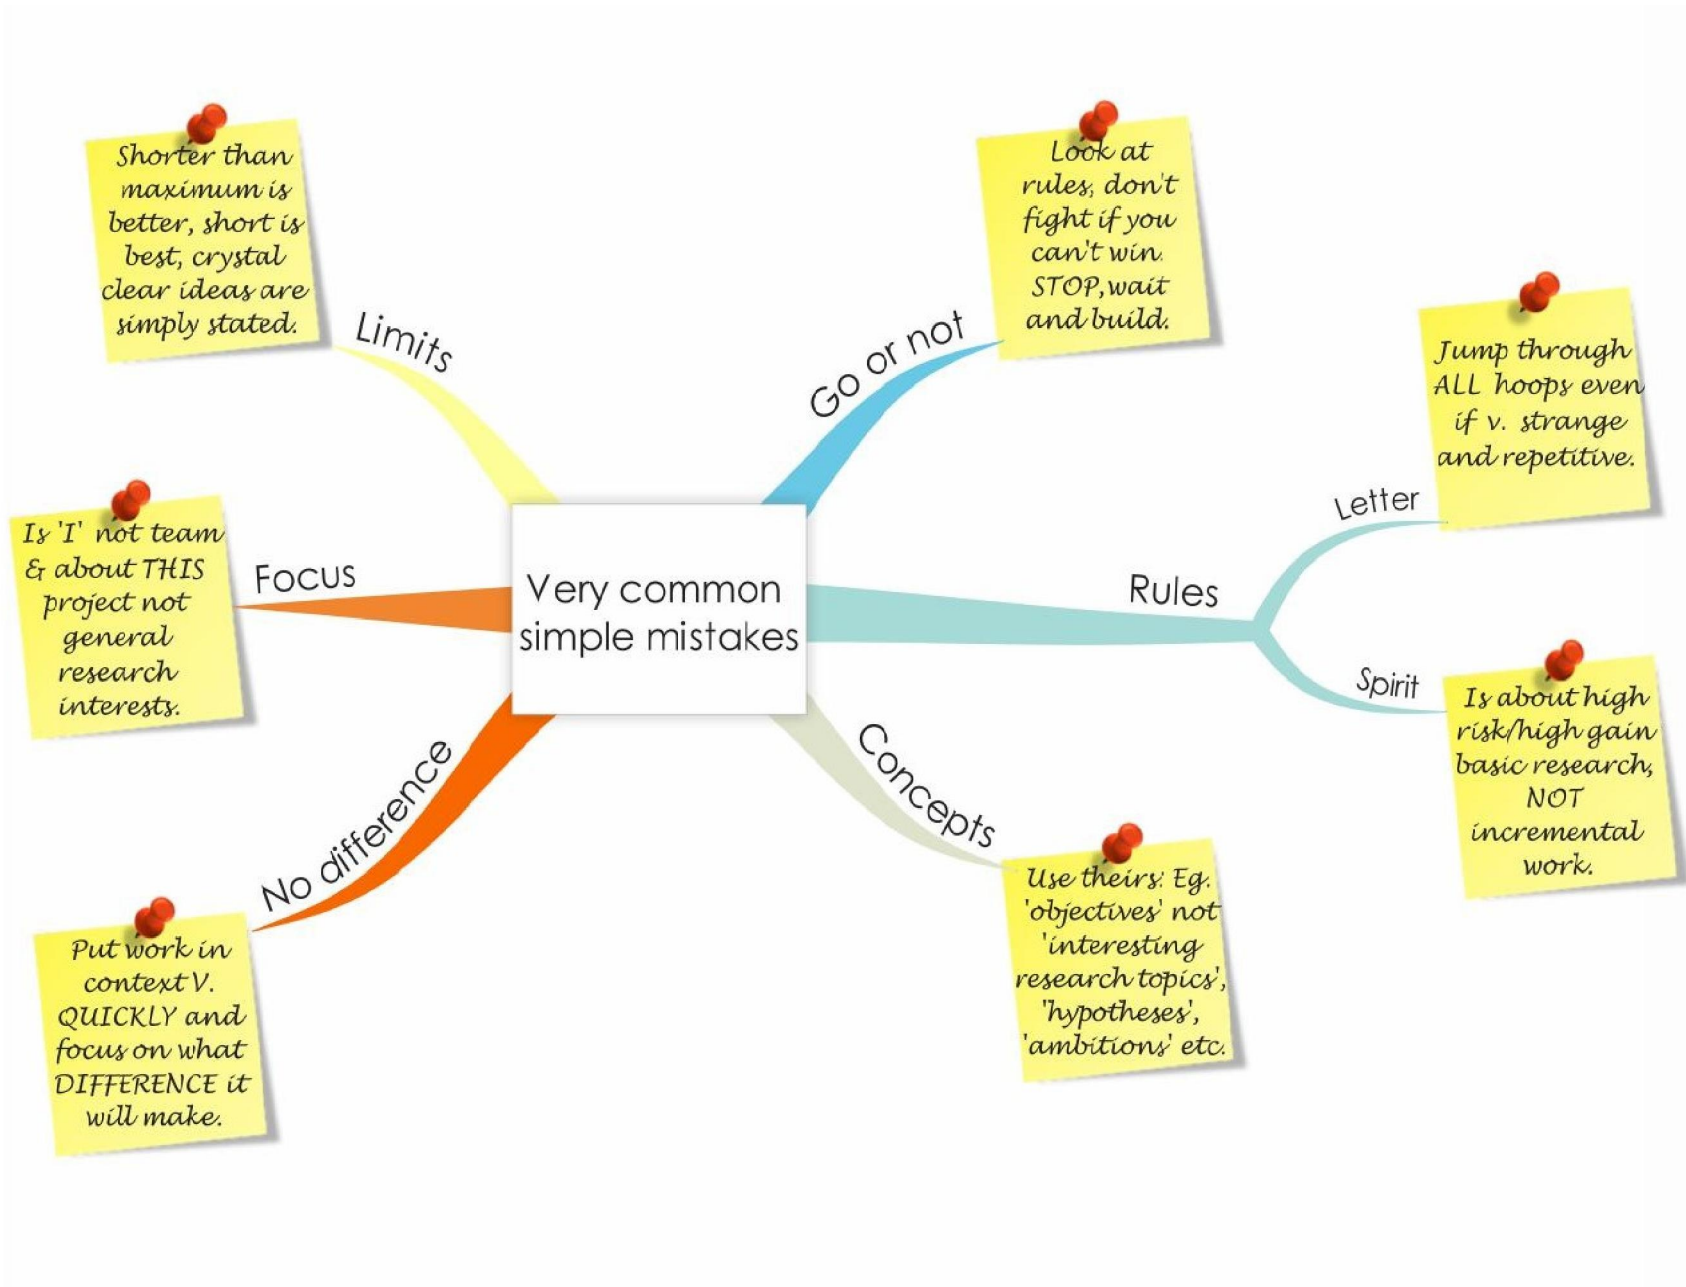 Very common
simple mistakes
Go or not
Look at
rules, don't
fight if you
can't win.
STOP,wait
and build.
Rules
Letter
Jump through
ALL hoops even
if v. strange
and repetitive.
Spirit
Is about high
risk/high gain
basic research,
NOT
incremental
work.
Concepts
Use theirs: Eg.
'objectives' not
'interesting
research topics',
'hypotheses',
'ambitions' etc.
No difference
Put work in
context V.
QUICKLY and
focus on what
DIFFERENCE it
will make.
Focus
Is 'I' not team
& about THIS
project not
general
research
interests.
Limits
Shorter than
maximum is
better, short is
best, crystal
clear ideas are
simply stated.